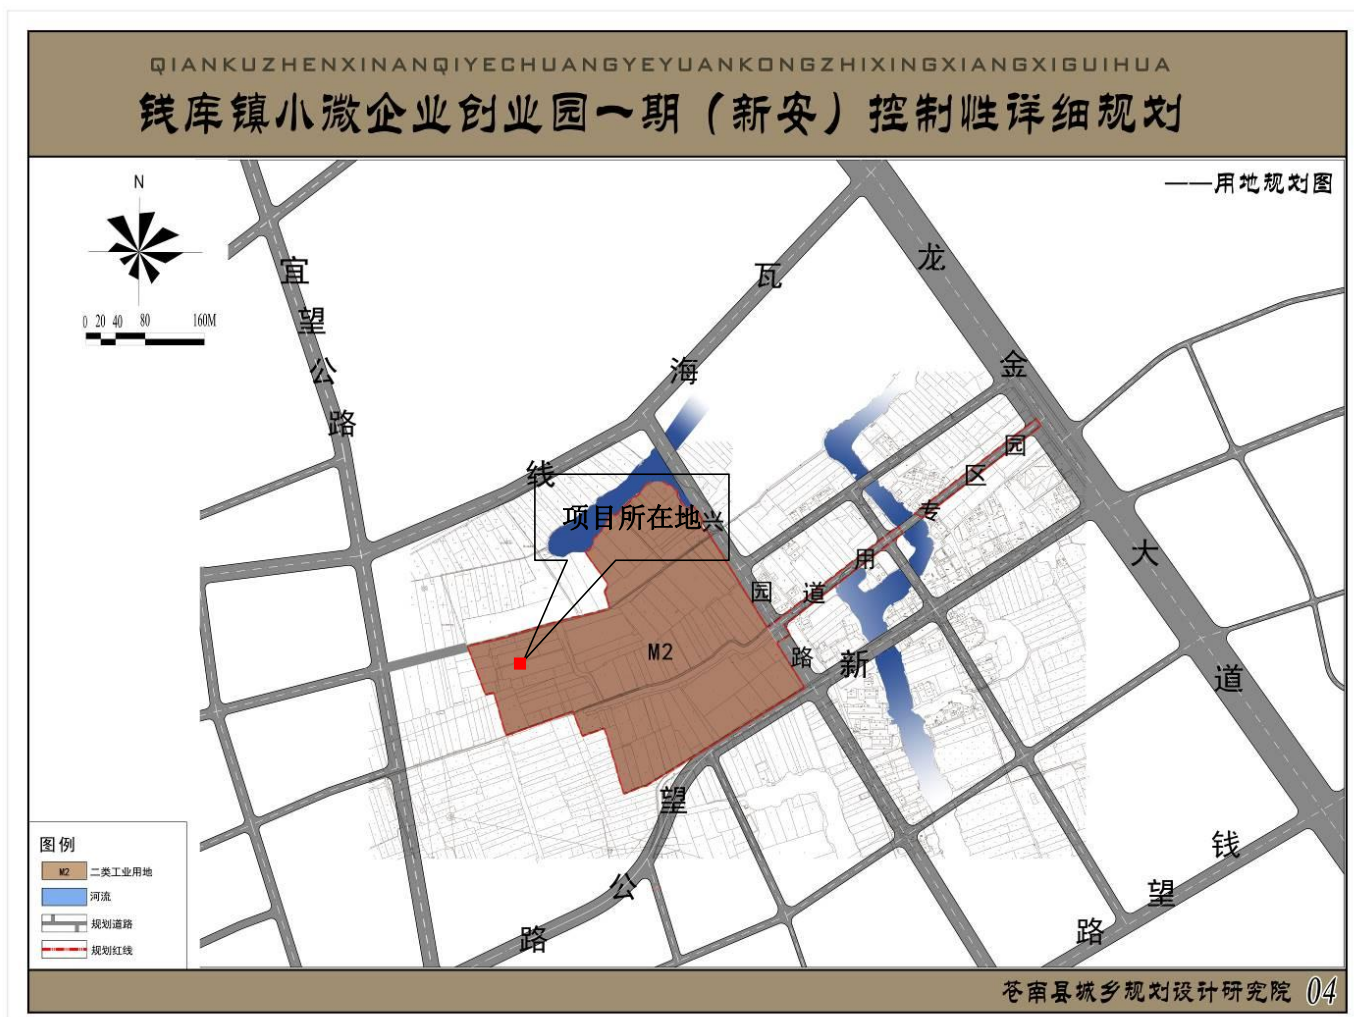 QIANKUZHENXINANQIYECHUANGYEYUANKONGZHIXINGXIANGXIGUIHUA
钱库镇小微企业创业园一期（新安）控制性详细规划
——用地规划图
N
0 20 40 80 160M
宜望公路
瓦海线
龙金大道
项目所在地
兴园路
园区专用道
M2
新望公路
钱望路
图例
M2 二类工业用地
河流
规划道路
规划红线
苍南县城乡规划设计研究院 04